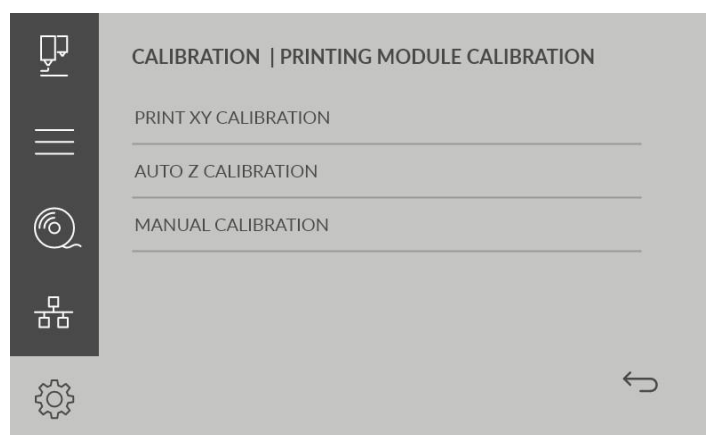 CALIBRATION | PRINTING MODULE CALIBRATION
PRINT XY CALIBRATION
AUTO Z CALIBRATION
MANUAL CALIBRATION